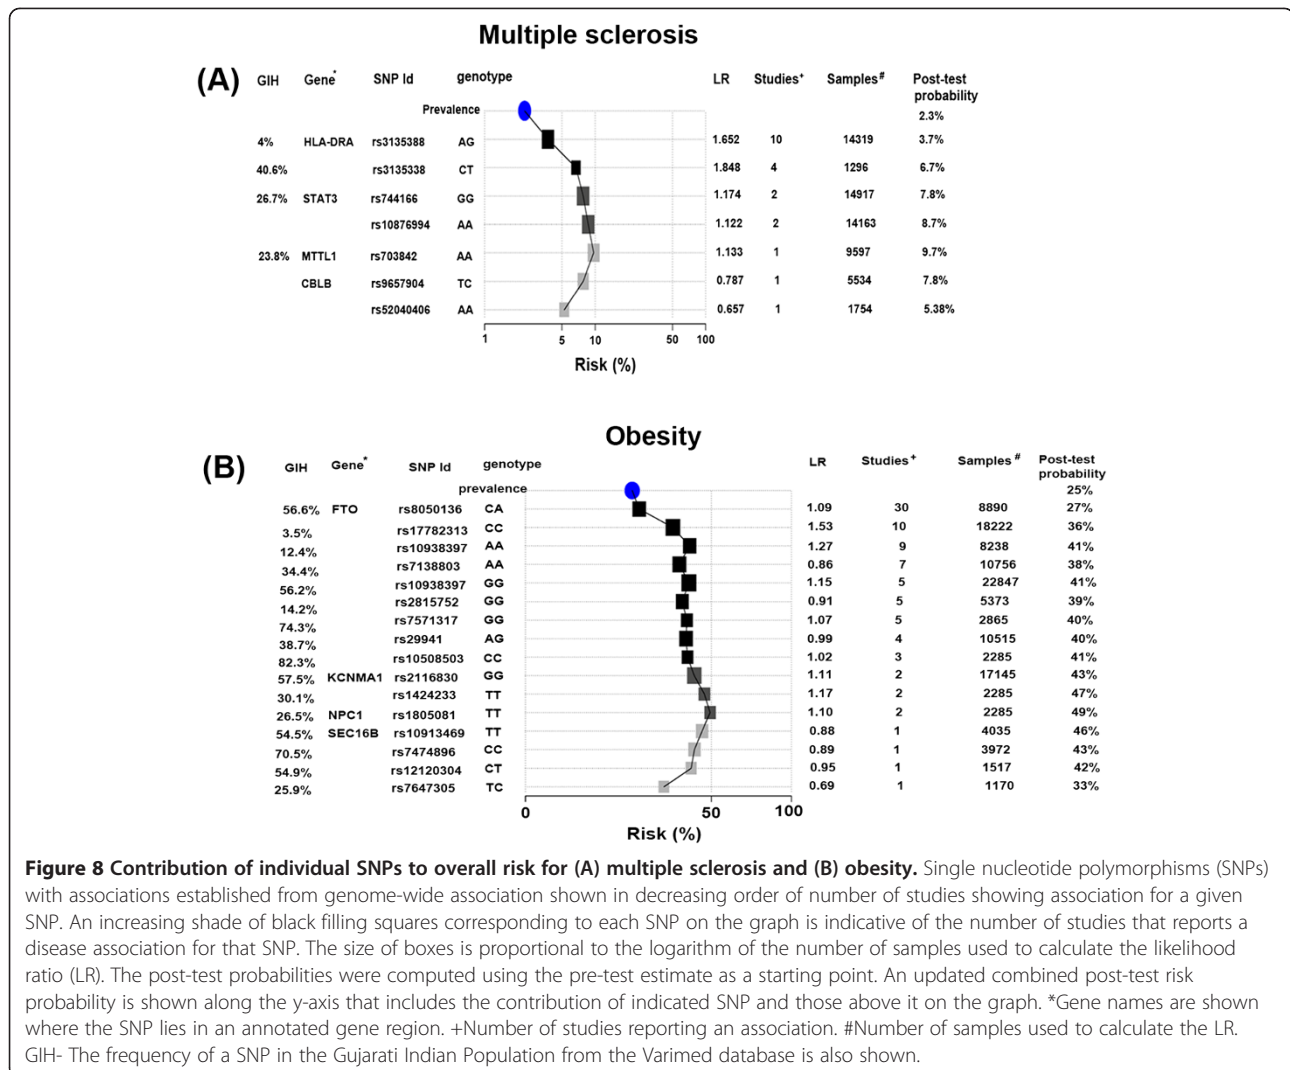 Multiple sclerosis
(A) GIH Gene* SNP Id genotype LR Studies+ Samples# Post-test probability
Prevalence 2.3%
4% HLA-DRA rs3135388 AG 1.652 10 14319 3.7%
40.6% rs3135338 CT 1.848 4 1296 6.7%
26.7% STAT3 rs744166 GG 1.174 2 14917 7.8%
rs10876994 AA 1.122 2 14163 8.7%
23.8% MTTL1 rs703842 AA 1.133 1 9597 9.7%
CBLB rs9657904 TC 0.787 1 5534 7.8%
rs52040406 AA 0.657 1 1754 5.38%
1 5 10 50 100
Risk (%)
Obesity
(B) GIH Gene* SNP Id genotype LR Studies+ Samples# Post-test probability
prevalence 25%
56.6% FTO rs8050136 CA 1.09 30 8890 27%
3.5% rs17782313 CC 1.53 10 18222 36%
12.4% rs10938397 AA 1.27 9 8238 41%
34.4% rs7138803 AA 0.86 7 10756 38%
56.2% rs10938397 GG 1.15 5 22847 41%
14.2% rs2815752 GG 0.91 5 5373 39%
74.3% rs7571317 GG 1.07 5 2865 40%
38.7% rs29941 AG 0.99 4 10515 40%
82.3% rs10508503 CC 1.02 3 2285 41%
57.5% KCNMA1 rs2116830 GG 1.11 2 17145 43%
30.1% rs1424233 TT 1.17 2 2285 47%
26.5% NPC1 rs1805081 TT 1.10 2 2285 49%
54.5% SEC16B rs10913469 TT 0.88 1 4035 46%
70.5% rs7474896 CC 0.89 1 3972 43%
54.9% rs12120304 CT 0.95 1 1517 42%
25.9% rs7647305 TC 0.69 1 1170 33%
0 50 100
Risk (%)
Figure 8 Contribution of individual SNPs to overall risk for (A) multiple sclerosis and (B) obesity. Single nucleotide polymorphisms (SNPs)
with associations established from genome-wide association shown in decreasing order of number of studies showing association for a given
SNP. An increasing shade of black filling squares corresponding to each SNP on the graph is indicative of the number of studies that reports a
disease association for that SNP. The size of boxes is proportional to the logarithm of the number of samples used to calculate the likelihood
ratio (LR). The post-test probabilities were computed using the pre-test estimate as a starting point. An updated combined post-test risk
probability is shown along the y-axis that includes the contribution of indicated SNP and those above it on the graph. *Gene names are shown
where the SNP lies in an annotated gene region. +Number of studies reporting an association. #Number of samples used to calculate the LR.
GIH- The frequency of a SNP in the Gujarati Indian Population from the Varimed database is also shown.